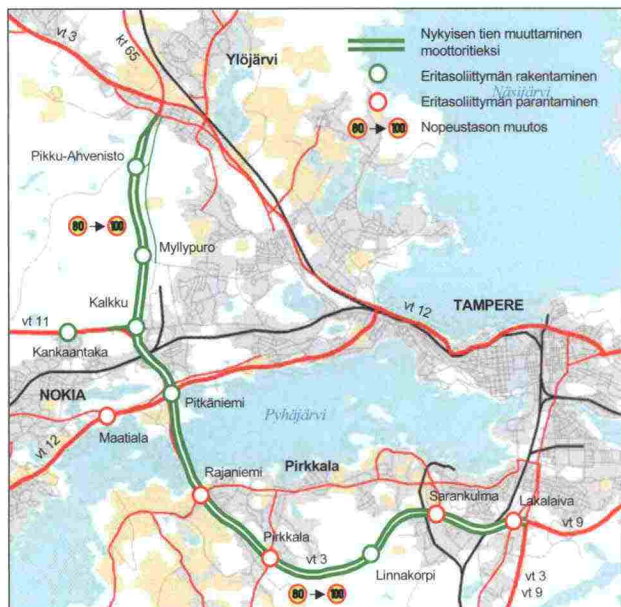 vt 3
kt 65
Ylöjärvi
Nykyisen tien muuttaminen
moottoritieksi
Eritasoliittymän rakentaminen
Näsijärvi
Eritasoliittymän parantaminen
80 100 Nopeustason muutos
Pikku-Ahvenisto
80 100
Myllypuro
Kalkku
vt 11
Kankaantaka
vt 12
TAMPERE
NOKIA
Pitkäniemi
Maatiala
vt 12
Pyhäjärvi
Rajaniemi
Pirkkala
Sarankulma
Lakalaiva
vt 9
Pirkkala
vt 3
Linnakorpi
80 100
vt 3
vt 9